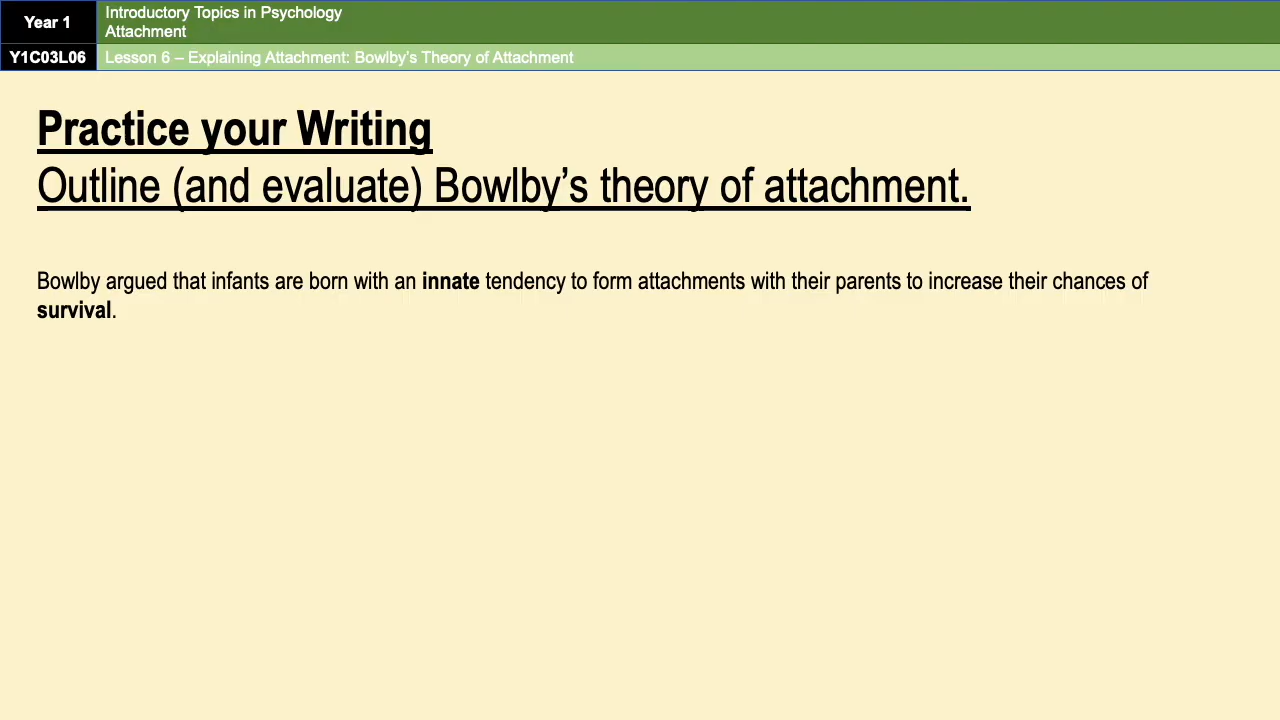 Year 1
Introductory Topics in Psychology
Attachment
Y1C03L06
Lesson 6 – Explaining Attachment: Bowlby’s Theory of Attachment
Practice your Writing
Outline (and evaluate) Bowlby’s theory of attachment.
Bowlby argued that infants are born with an innate tendency to form attachments with their parents to increase their chances of
survival.